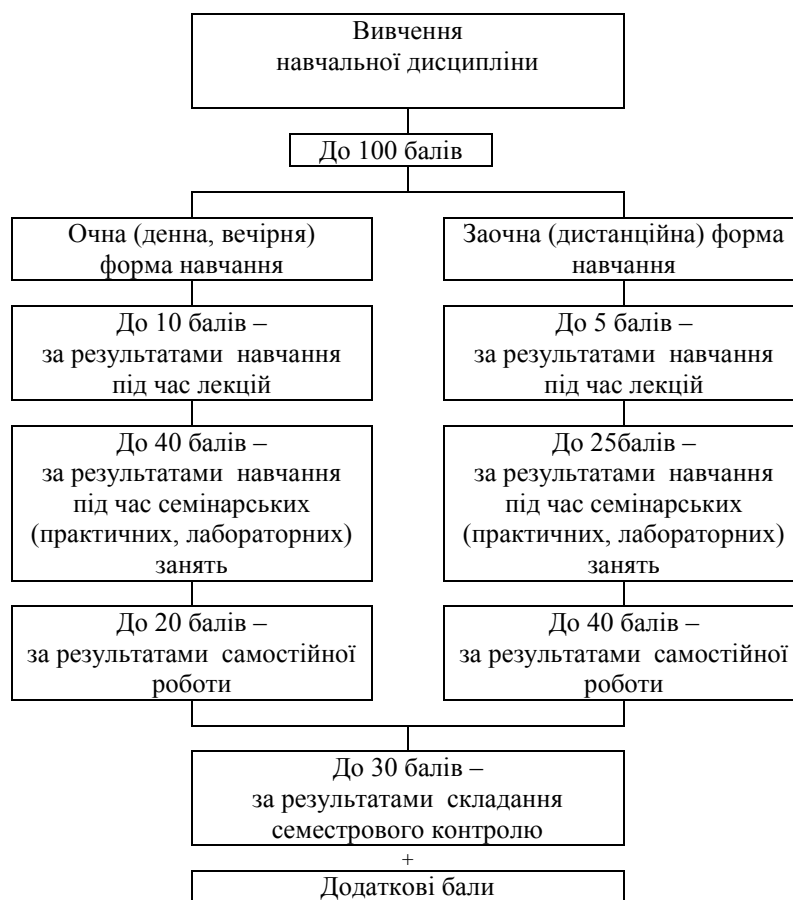 Вивчення
навчальної дисципліни
До 100 балів
Очна (денна, вечірня)
форма навчання
Заочна (дистанційна) форма
навчання
До 10 балів –
за результатами навчання
під час лекцій
До 5 балів –
за результатами навчання
під час лекцій
До 40 балів –
за результатами навчання
під час семінарських
(практичних, лабораторних)
занять
До 25балів –
за результатами навчання
під час семінарських
(практичних, лабораторних)
занять
До 20 балів –
за результатами самостійної
роботи
До 40 балів –
за результатами самостійної
роботи
До 30 балів –
за результатами складання
семестрового контролю
+
Додаткові бали